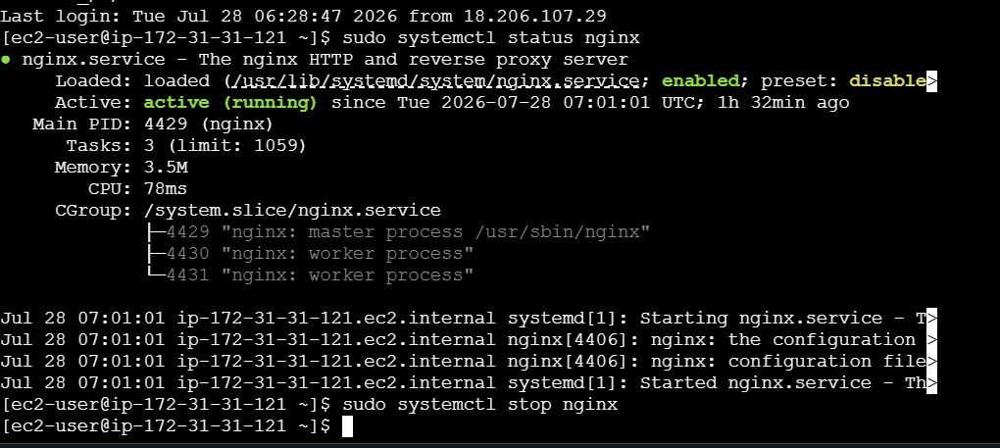 Last login: Tue Jul 28 06:28:47 2026 from 18.206.107.29
[ec2-user@ip-172-31-31-121 ~]$ sudo systemctl status nginx
● nginx.service - The nginx HTTP and reverse proxy server
     Loaded: loaded (/usr/lib/systemd/system/nginx.service; enabled; preset: disable>
     Active: active (running) since Tue 2026-07-28 07:01:01 UTC; 1h 32min ago
   Main PID: 4429 (nginx)
      Tasks: 3 (limit: 1059)
     Memory: 3.5M
        CPU: 78ms
     CGroup: /system.slice/nginx.service
             ├─4429 "nginx: master process /usr/sbin/nginx"
             ├─4430 "nginx: worker process"
             └─4431 "nginx: worker process"

Jul 28 07:01:01 ip-172-31-31-121.ec2.internal systemd[1]: Starting nginx.service - T>
Jul 28 07:01:01 ip-172-31-31-121.ec2.internal nginx[4406]: nginx: the configuration >
Jul 28 07:01:01 ip-172-31-31-121.ec2.internal nginx[4406]: nginx: configuration file>
Jul 28 07:01:01 ip-172-31-31-121.ec2.internal systemd[1]: Started nginx.service - Th>
[ec2-user@ip-172-31-31-121 ~]$ sudo systemctl stop nginx
[ec2-user@ip-172-31-31-121 ~]$